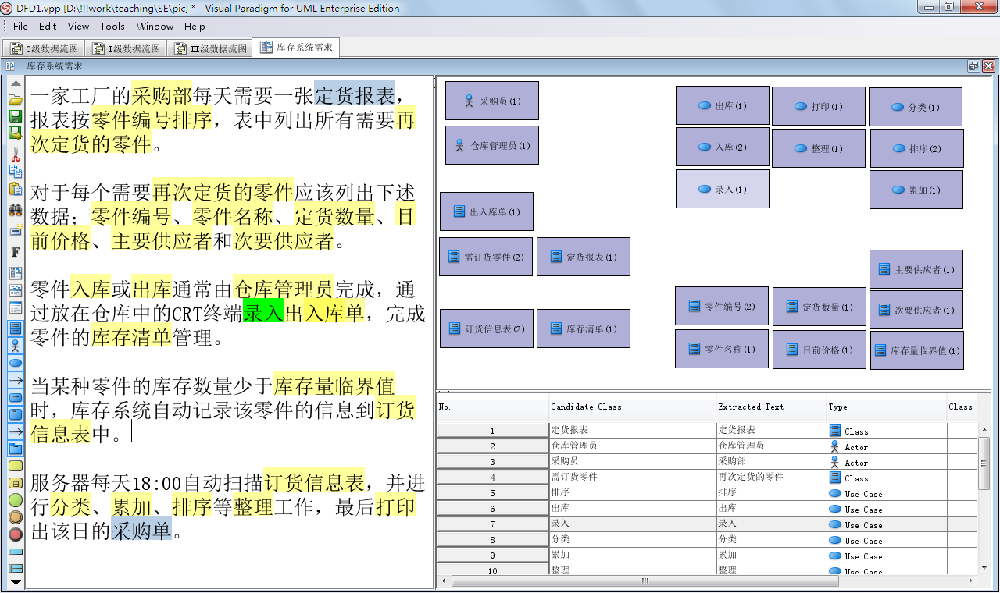 DFD1.vpp [D:\!!!work\teaching\SE\pic] * - Visual Paradigm for UML Enterprise Edition
File Edit View Tools Window Help
0级数据流图 I级数据流图 II级数据流图 库存系统需求
库存系统需求
一家工厂的采购部每天需要一张定货报表，
报表按零件编号排序，表中列出所有需要再
次定货的零件。
对于每个需要再次定货的零件应该列出下述
数据；零件编号、零件名称、定货数量、目
前价格、主要供应者和次要供应者。
零件入库或出库通常由仓库管理员完成，通
过放在仓库中的CRT终端录入出入库单，完成
零件的库存清单管理。
当某种零件的库存数量少于库存量临界值
时，库存系统自动记录该零件的信息到订货
信息表中。
服务器每天18:00自动扫描订货信息表，并进
行分类、累加、排序等整理工作，最后打印
出该日的采购单。
采购员(1) 出库(1) 打印(1) 分类(1)
仓库管理员(1) 入库(2) 整理(1) 排序(2)
录入(1) 累加(1)
出入库单(1)
需订货零件(2) 定货报表(1) 主要供应者(1)
零件编号(2) 定货数量(1) 次要供应者(1)
订货信息表(2) 库存清单(1) 零件名称(1) 目前价格(1) 库存量临界值(1)
No. Candidate Class Extracted Text Type Class
1 定货报表 定货报表 Class
2 仓库管理员 仓库管理员 Actor
3 采购员 采购部 Actor
4 需订货零件 再次定货的零件 Class
5 排序 排序 Use Case
6 出库 出库 Use Case
7 录入 录入 Use Case
8 分类 分类 Use Case
9 累加 累加 Use Case
10 整理 整理 Use Case